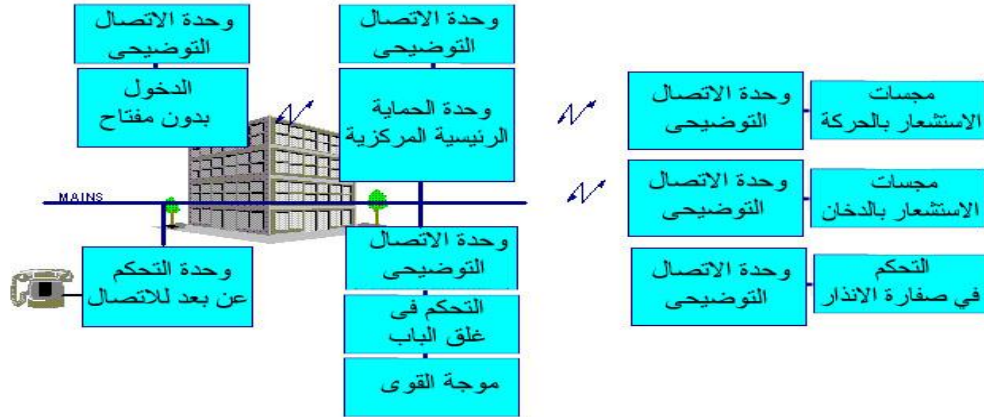 وحدة الاتصال
التوضيحى
الدخول
بدون مفتاح
وحدة الاتصال
التوضيحى
وحدة الحماية
الرئيسية المركزية
وحدة الاتصال
التوضيحى
مجسات
الاستشعار بالحركة
وحدة الاتصال
التوضيحى
مجسات
الاستشعار بالدخان
MAINS
وحدة التحكم
عن بعد للاتصال
وحدة الاتصال
التوضيحى
التحكم فى
غلق الباب
موجة القوى
وحدة الاتصال
التوضيحى
التحكم
في صفارة الانذار